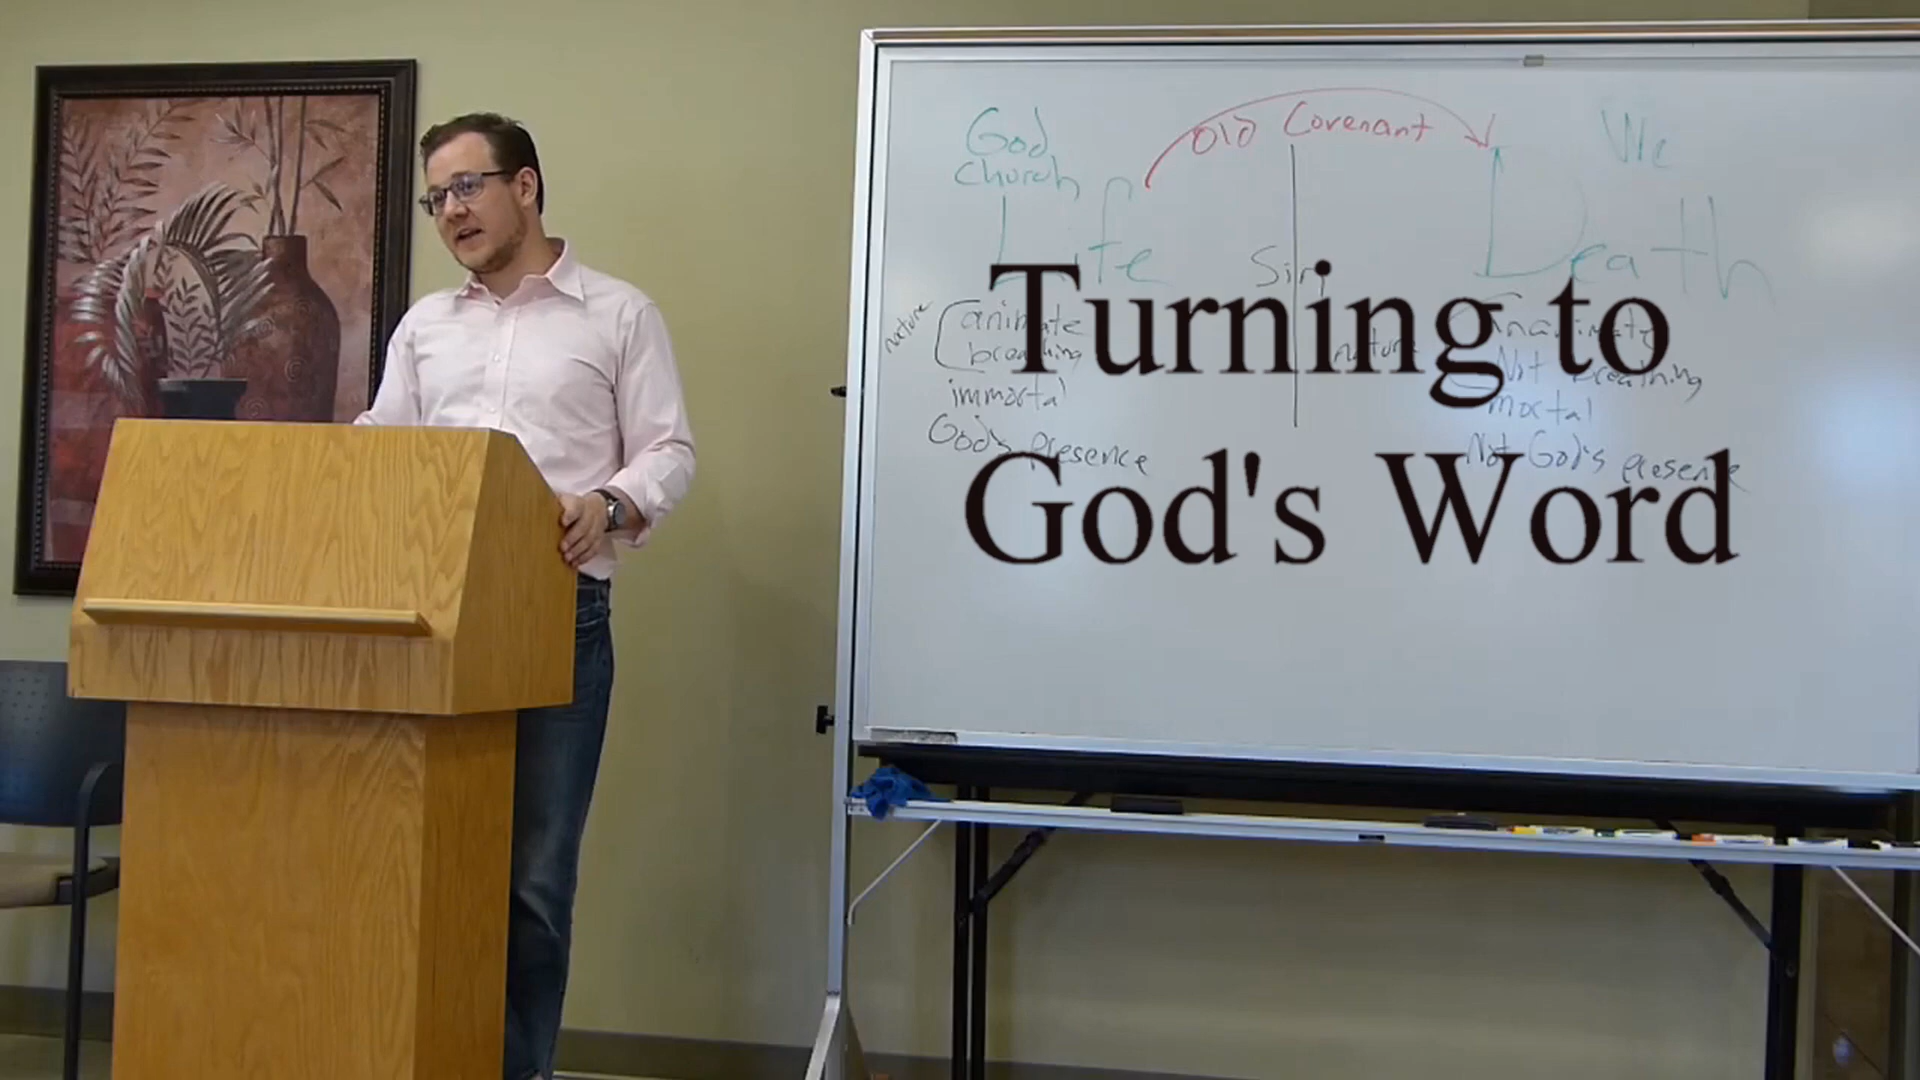 God
Church
Old Covenant
We
Life
Sin
Death
nature
animate
breathing
immortal
God's presence
nature
Inanimate
Not breathing
mortal
Not God's presence
Turning to
God's Word